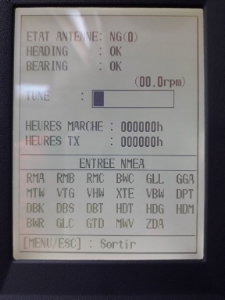 ETAT ANTENNE: NG(0)
HEADING : OK
BEARING : OK
(00.0rpm)
TUNE :
HEURES MARCHE : 000000h
HEURES TX : 000000h
ENTREE NMEA
RMA RMB RMC BWC GLL GGA
MTW VTG VHW XTE VBW DPT
DBK DBS DBT HDT HDG HDM
BWR GLC GTD MWV ZDA
[MENU/ESC] : Sortir